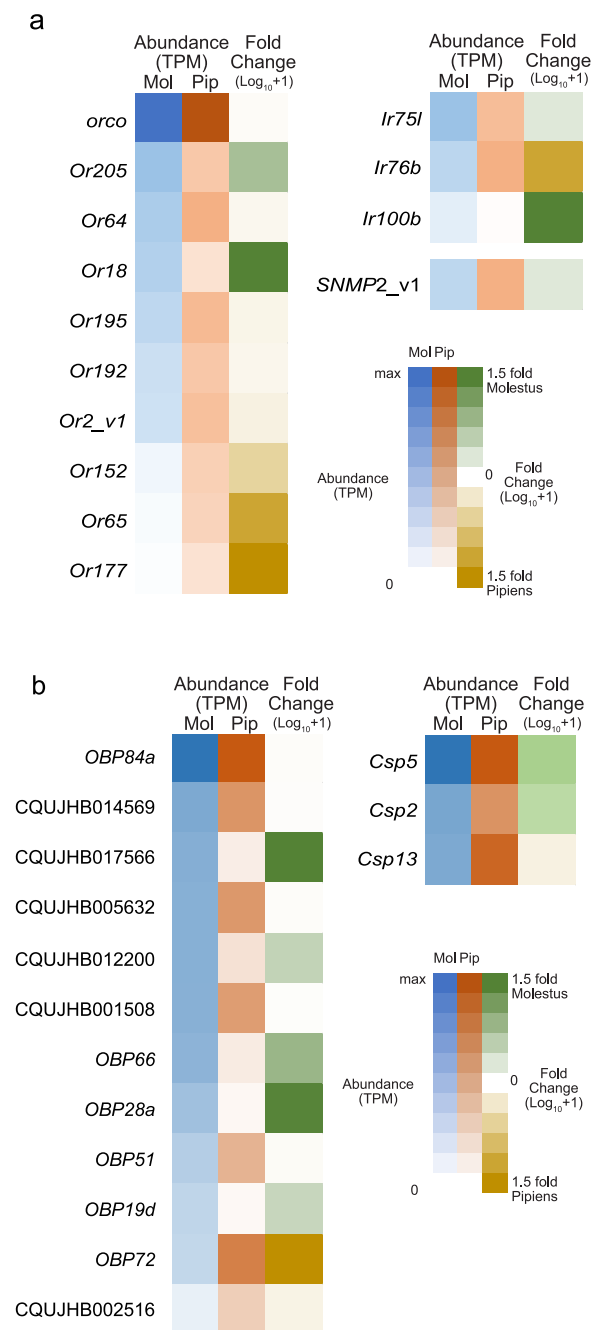 a
Abundance
(TPM)
Mol Pip
Fold
Change
(Log10+1)
orco
Or205
Or64
Or18
Or195
Or192
Or2_v1
Or152
Or65
Or177
Abundance
(TPM)
Mol Pip
Fold
Change
(Log10+1)
Ir75l
Ir76b
Ir100b
SNMP2_v1
Mol Pip
max
1.5 fold
Molestus
Abundance
(TPM)
0 Fold
Change
(Log10+1)
0
1.5 fold
Pipiens
b
Abundance
(TPM)
Mol Pip
Fold
Change
(Log10+1)
OBP84a
CQUJHB014569
CQUJHB017566
CQUJHB005632
CQUJHB012200
CQUJHB001508
OBP66
OBP28a
OBP51
OBP19d
OBP72
CQUJHB002516
Abundance
(TPM)
Mol Pip
Fold
Change
(Log10+1)
Csp5
Csp2
Csp13
Mol Pip
max
1.5 fold
Molestus
Abundance
(TPM)
0 Fold
Change
(Log10+1)
0
1.5 fold
Pipiens